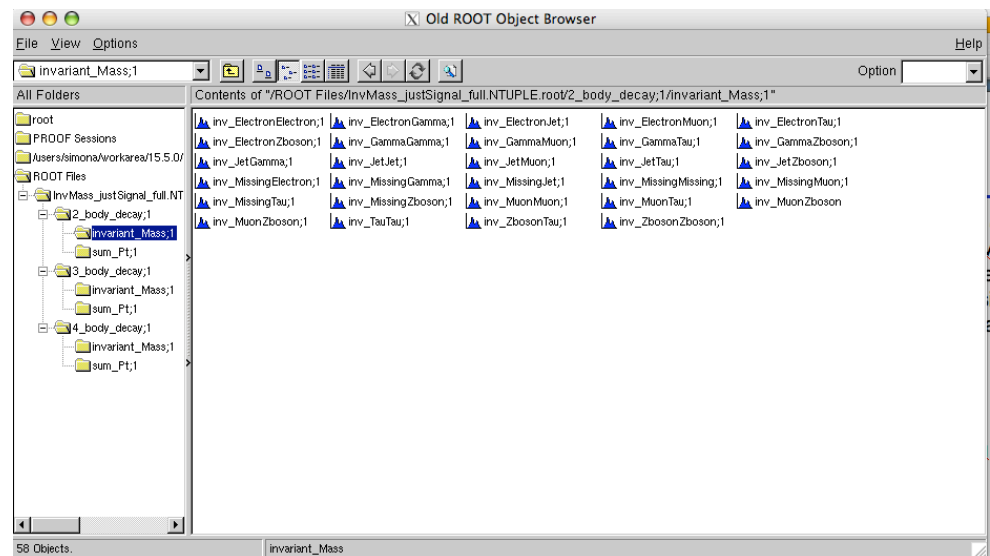 Old ROOT Object Browser
File View Options Help
invariant_Mass;1 Option
All Folders Contents of "/ROOT Files/InvMass_justSignal_full.NTUPLE.root/2_body_decay;1/invariant_Mass;1"
root
PROOF Sessions
/users/simona/workarea/15.5.0/
ROOT Files
InvMass_justSignal_full.NT
2_body_decay;1
invariant_Mass;1
sum_Pt;1
3_body_decay;1
invariant_Mass;1
sum_Pt;1
4_body_decay;1
invariant_Mass;1
sum_Pt;1
inv_ElectronElectron;1 inv_ElectronGamma;1 inv_ElectronJet;1 inv_ElectronMuon;1 inv_ElectronTau;1
inv_ElectronZboson;1 inv_GammaGamma;1 inv_GammaMuon;1 inv_GammaTau;1 inv_GammaZboson;1
inv_JetGamma;1 inv_JetJet;1 inv_JetMuon;1 inv_JetTau;1 inv_JetZboson;1
inv_MissingElectron;1 inv_MissingGamma;1 inv_MissingJet;1 inv_MissingMissing;1 inv_MissingMuon;1
inv_MissingTau;1 inv_MissingZboson;1 inv_MuonMuon;1 inv_MuonTau;1 inv_MuonZboson
inv_MuonZboson;1 inv_TauTau;1 inv_ZbosonTau;1 inv_ZbosonZboson;1
58 Objects. invariant_Mass